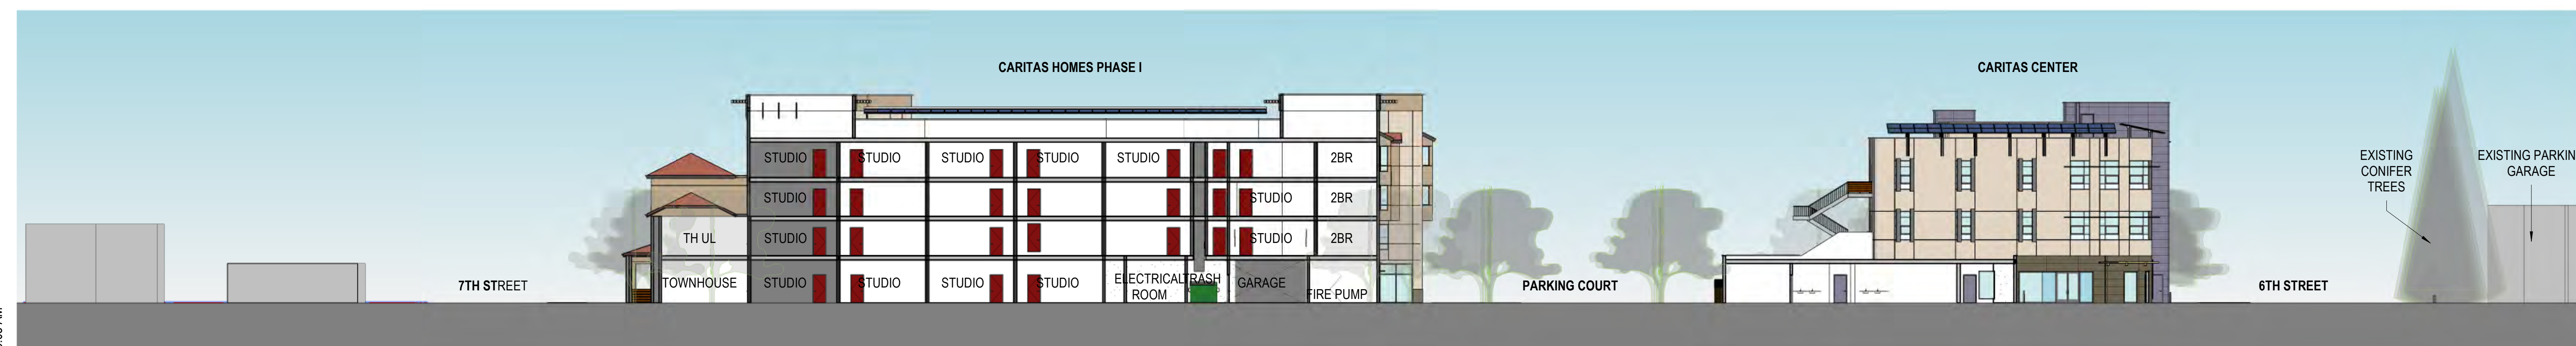 CARITAS HOMES PHASE I
CARITAS CENTER
STUDIO STUDIO STUDIO STUDIO STUDIO 2BR
EXISTING
CONIFER
TREES
EXISTING PARKIN
GARAGE
STUDIO STUDIO 2BR
TH UL STUDIO STUDIO 2BR
7TH STREET
TOWNHOUSE STUDIO STUDIO STUDIO STUDIO
ELECTRICAL
ROOM
TRASH
GARAGE
FIRE PUMP
PARKING COURT
6TH STREET